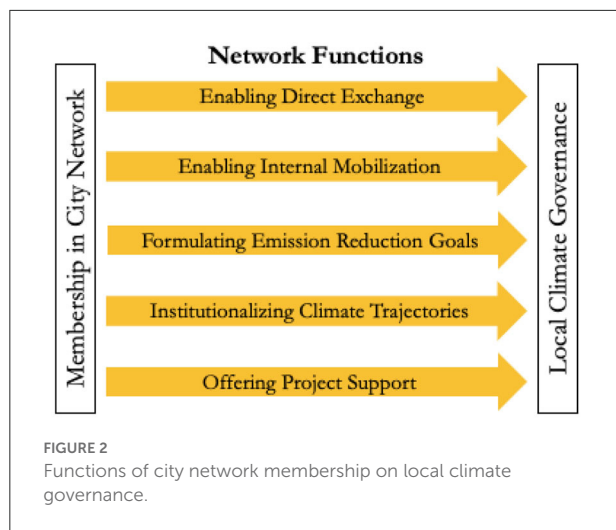 Network Functions
Membership in City Network
Enabling Direct Exchange
Enabling Internal Mobilization
Formulating Emission Reduction Goals
Institutionalizing Climate Trajectories
Offering Project Support
Local Climate Governance
FIGURE 2
Functions of city network membership on local climate
governance.